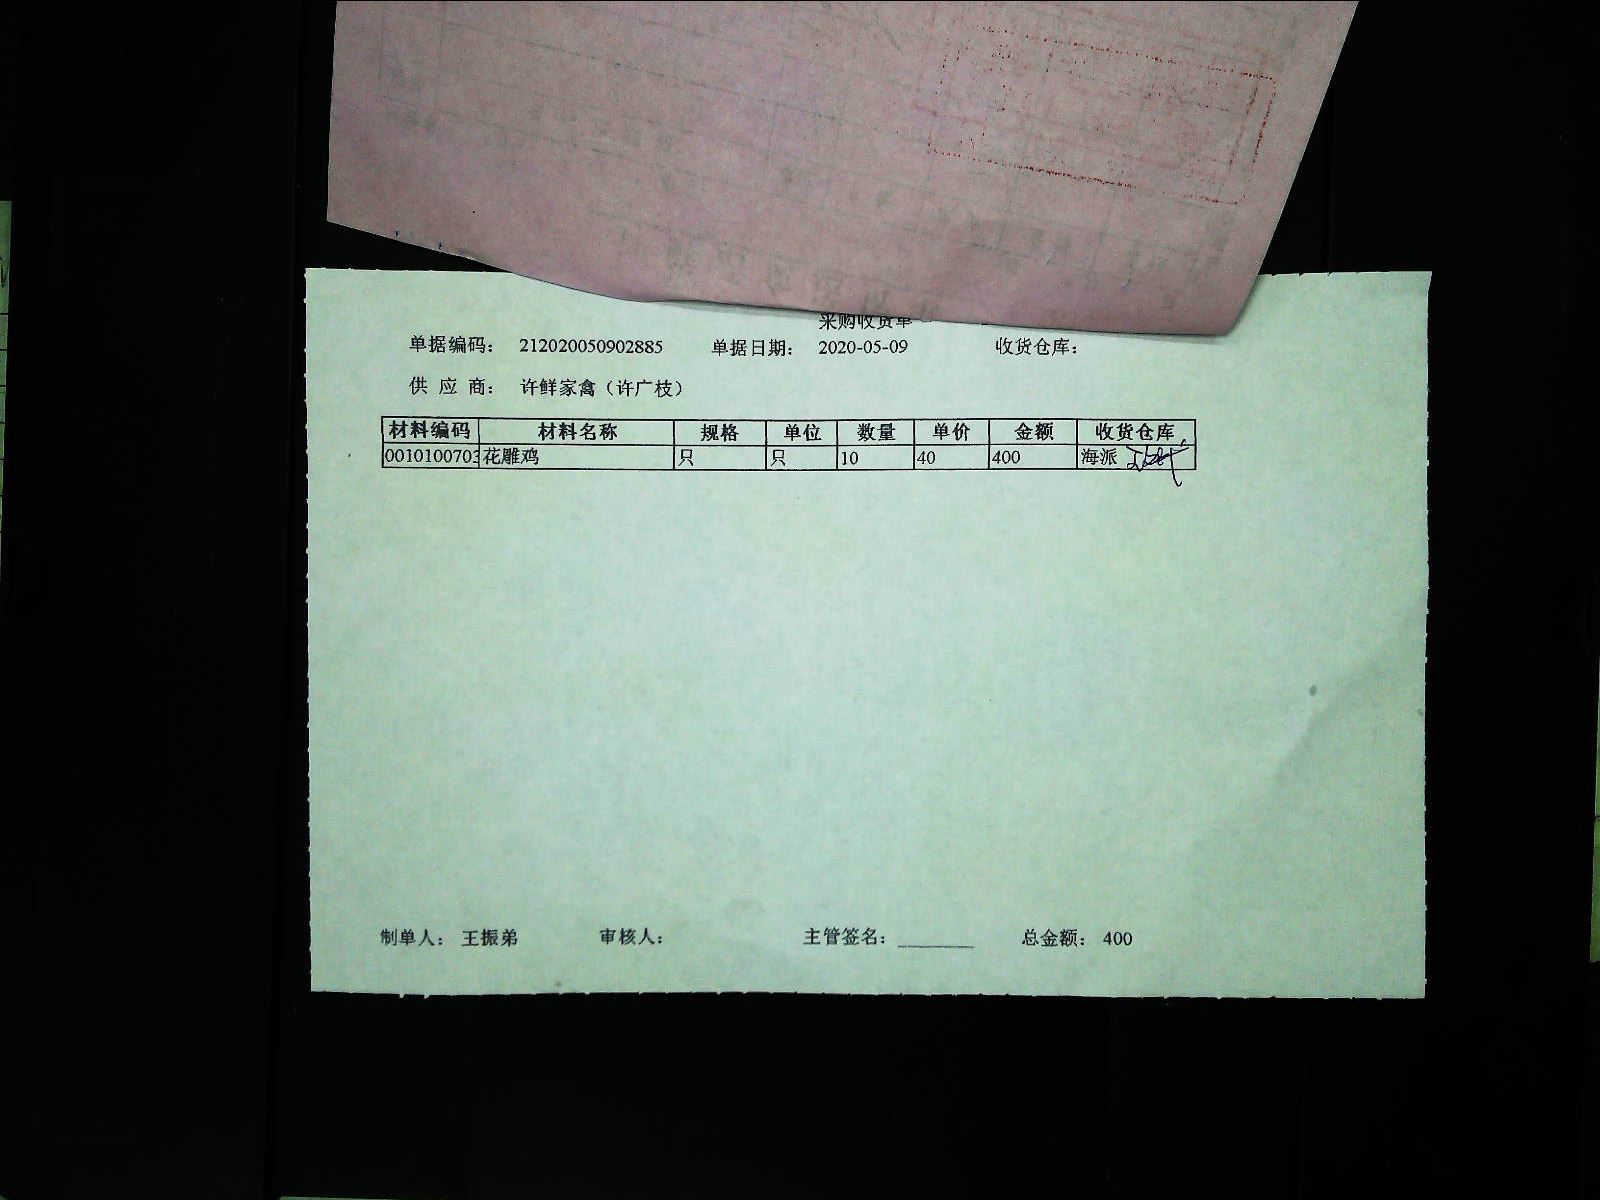 采购收货单
单据编码： 212020050902885 单据日期： 2020-05-09 收货仓库：
供 应 商： 许鲜家禽（许广枝）
材料编码 材料名称 规格 单位 数量 单价 金额 收货仓库
0010100703 花雕鸡 只 只 10 40 400 海派
制单人： 王振弟 审核人： 主管签名： ________ 总金额： 400